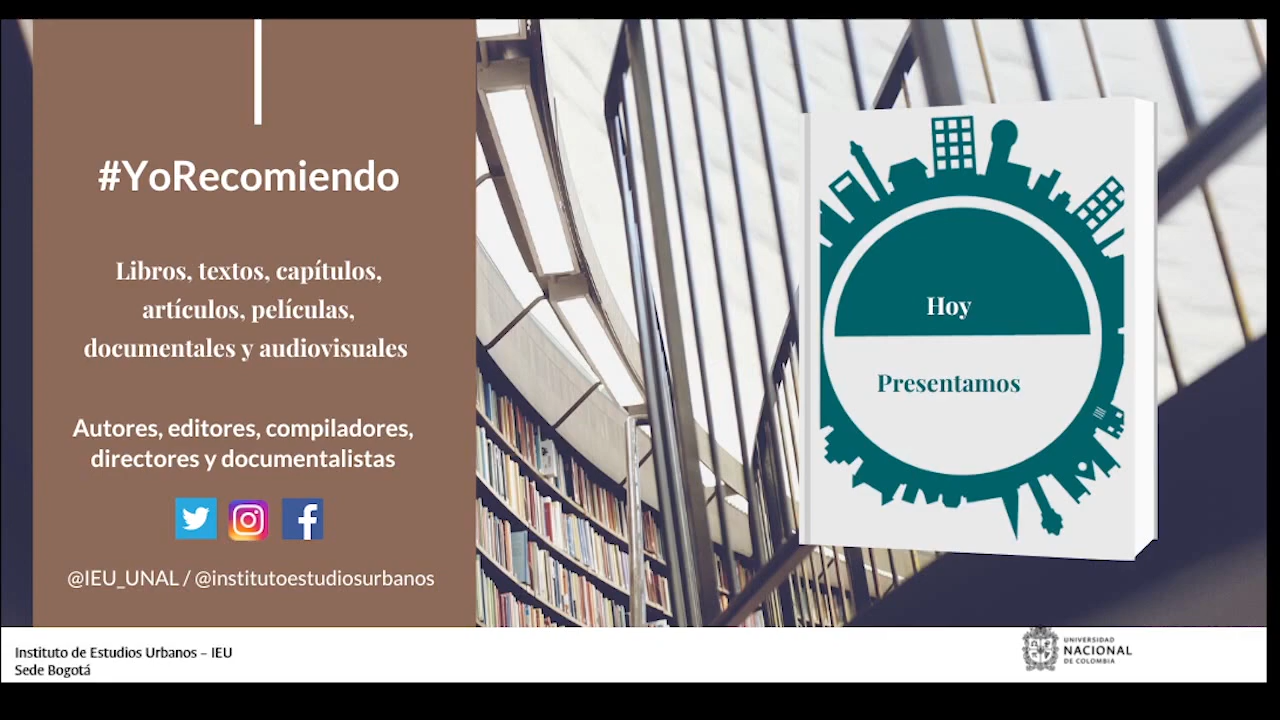 #YoRecomiendo
Libros, textos, capítulos,
artículos, películas,
documentales y audiovisuales
Autores, editores, compiladores,
directores y documentalistas
@IEU_UNAL / @institutoestudiosurbanos
Hoy
Presentamos
Instituto de Estudios Urbanos – IEU
Sede Bogotá
UNIVERSIDAD
NACIONAL
DE COLOMBIA